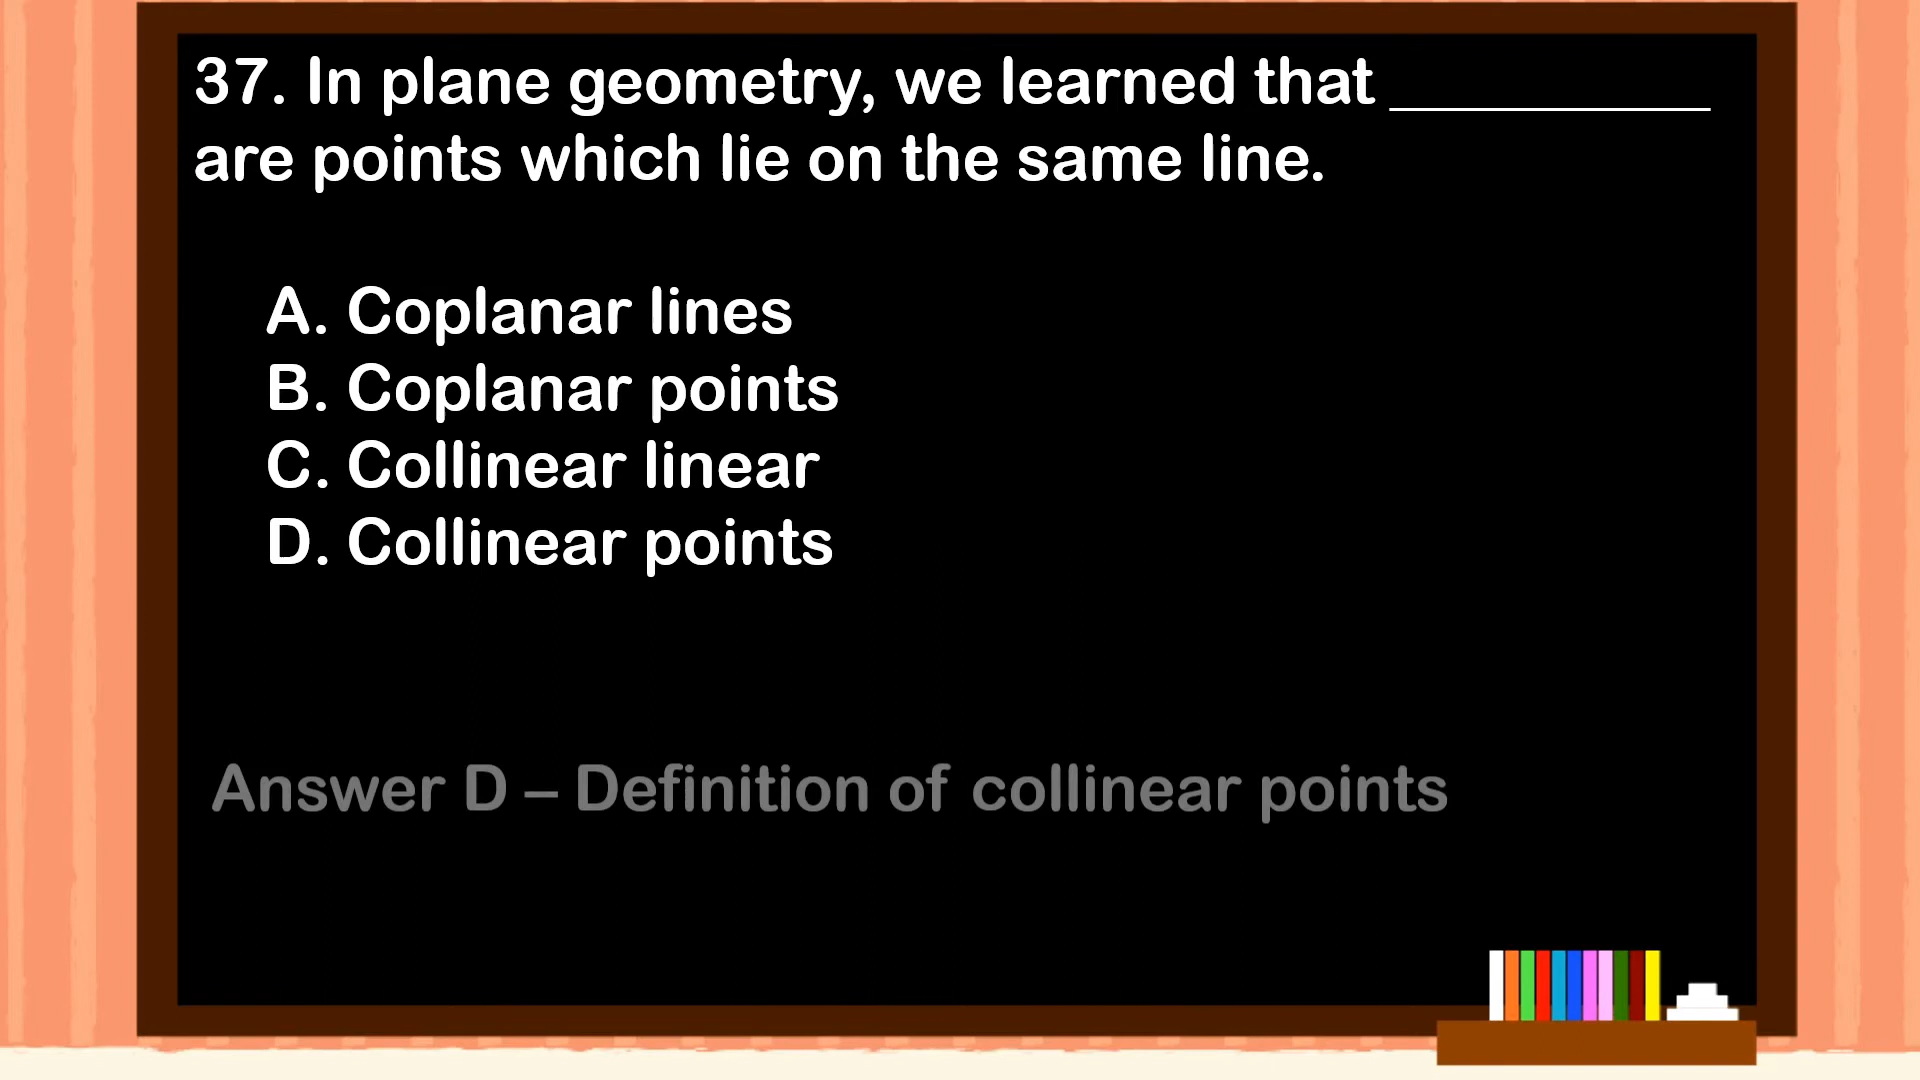 37. In plane geometry, we learned that __________
are points which lie on the same line.
A. Coplanar lines
B. Coplanar points
C. Collinear linear
D. Collinear points
Answer D – Definition of collinear points